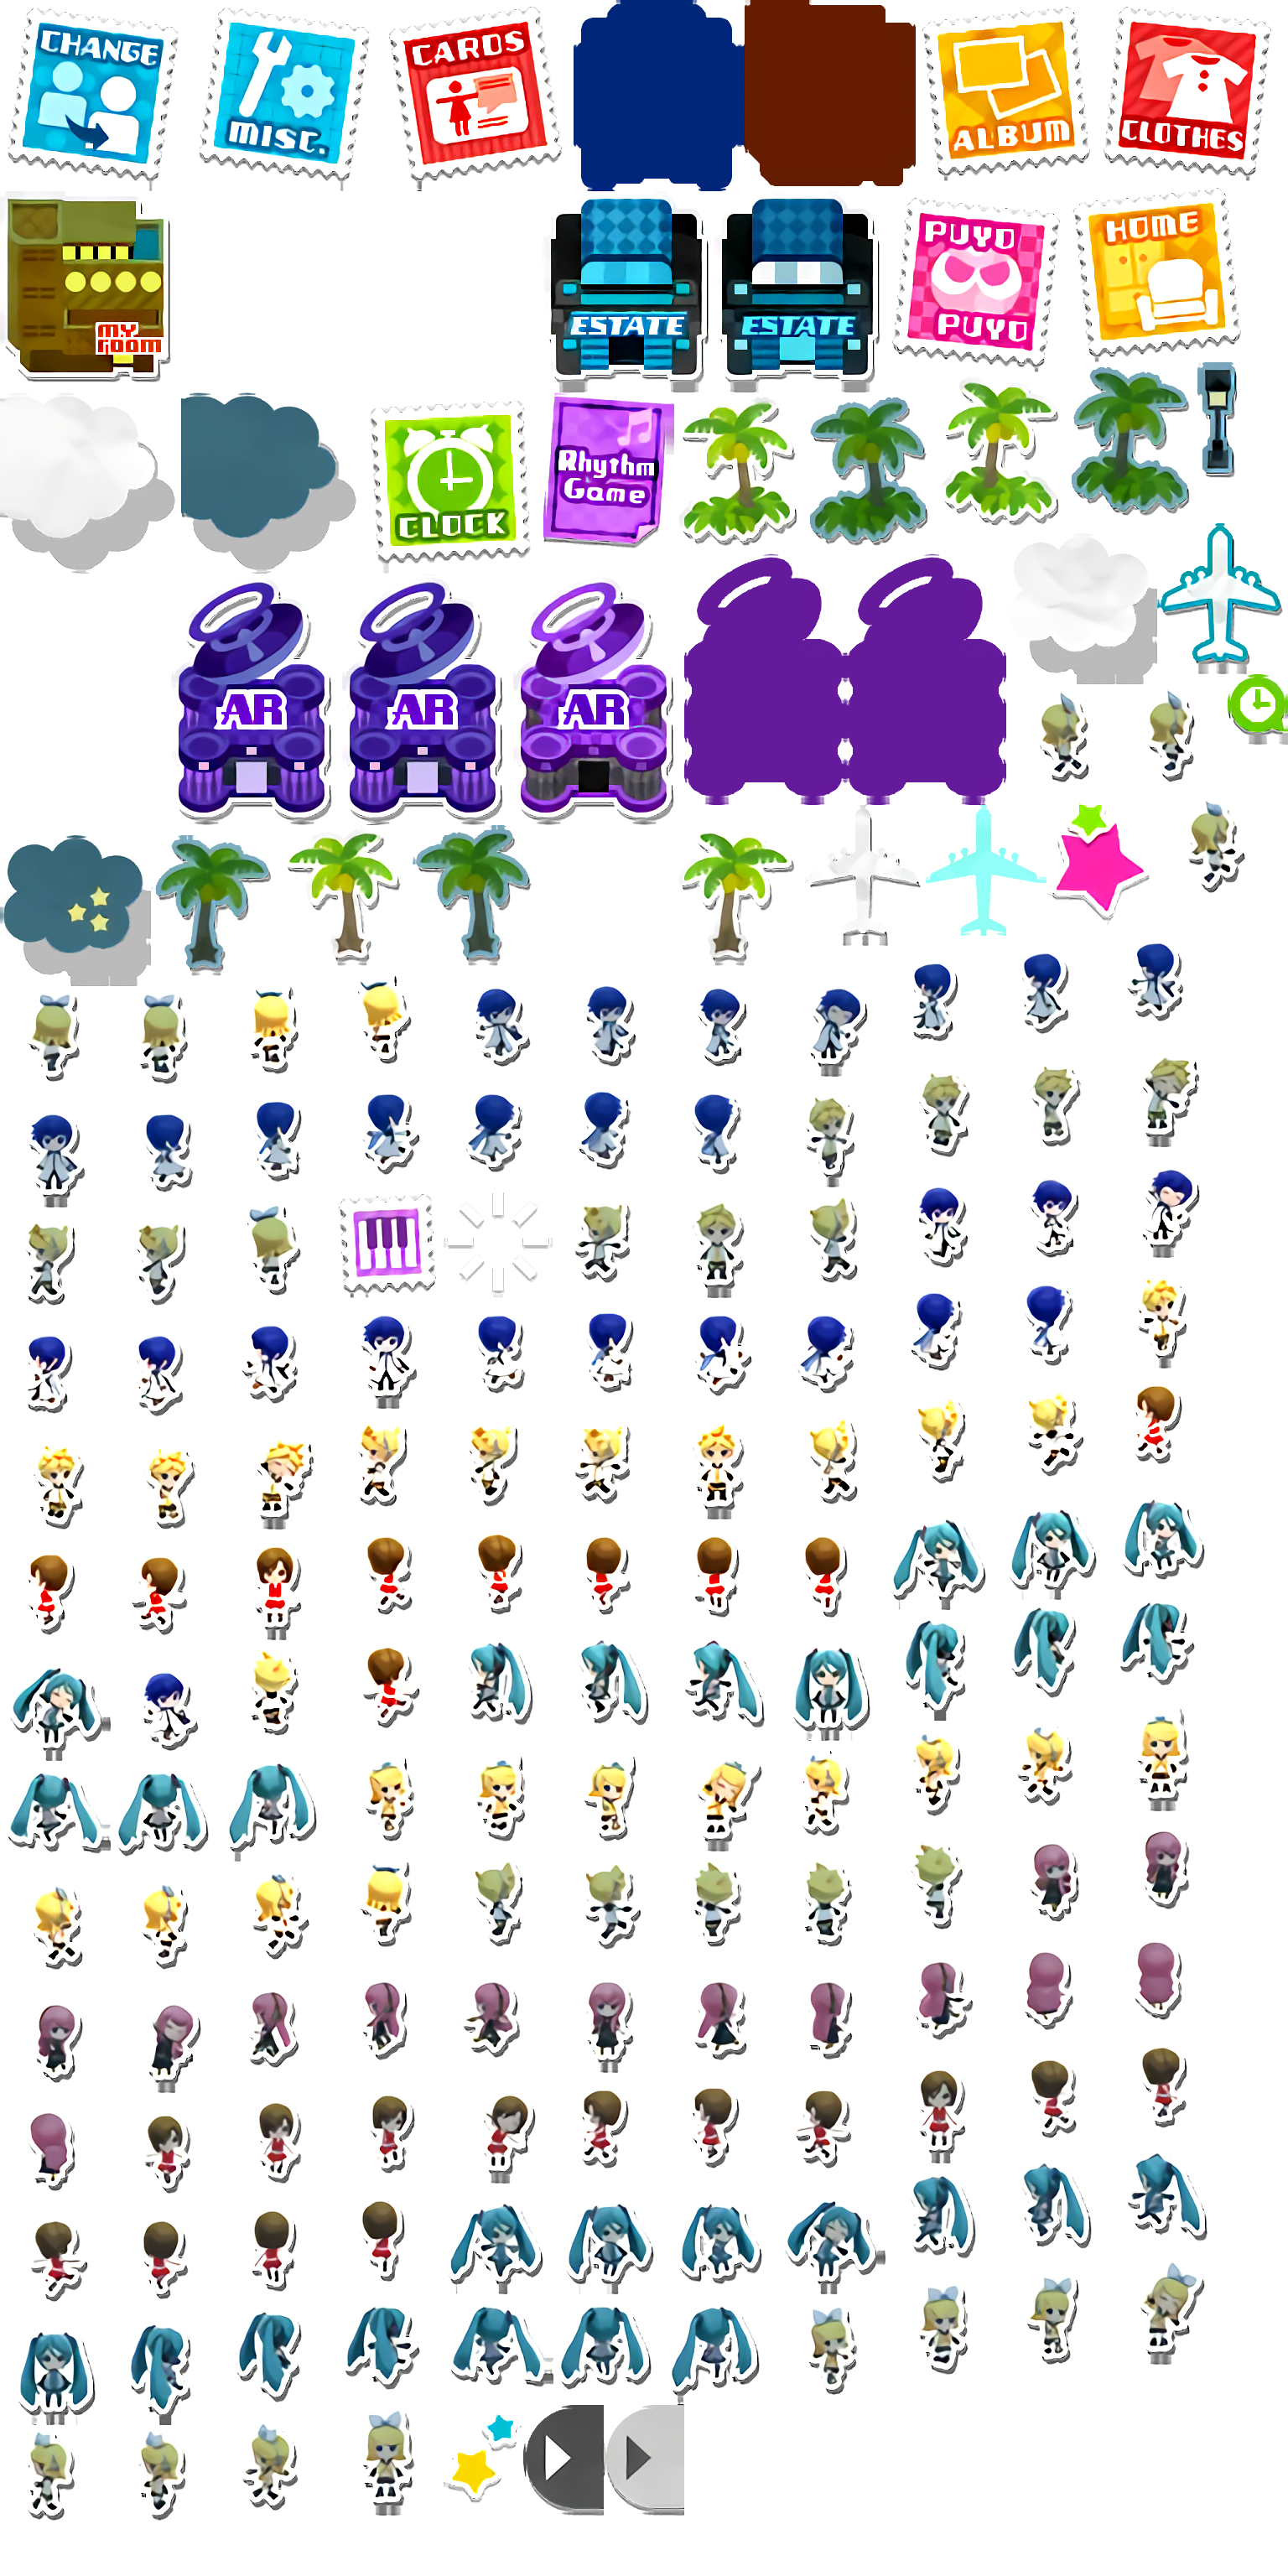 CHANGE
MISC.
CARDS
ALBUM
CLOTHES
MY
ROOM
ESTATE
ESTATE
PUYO
PUYO
HOME
CLOCK
Rhythm
Game
AR
AR
AR